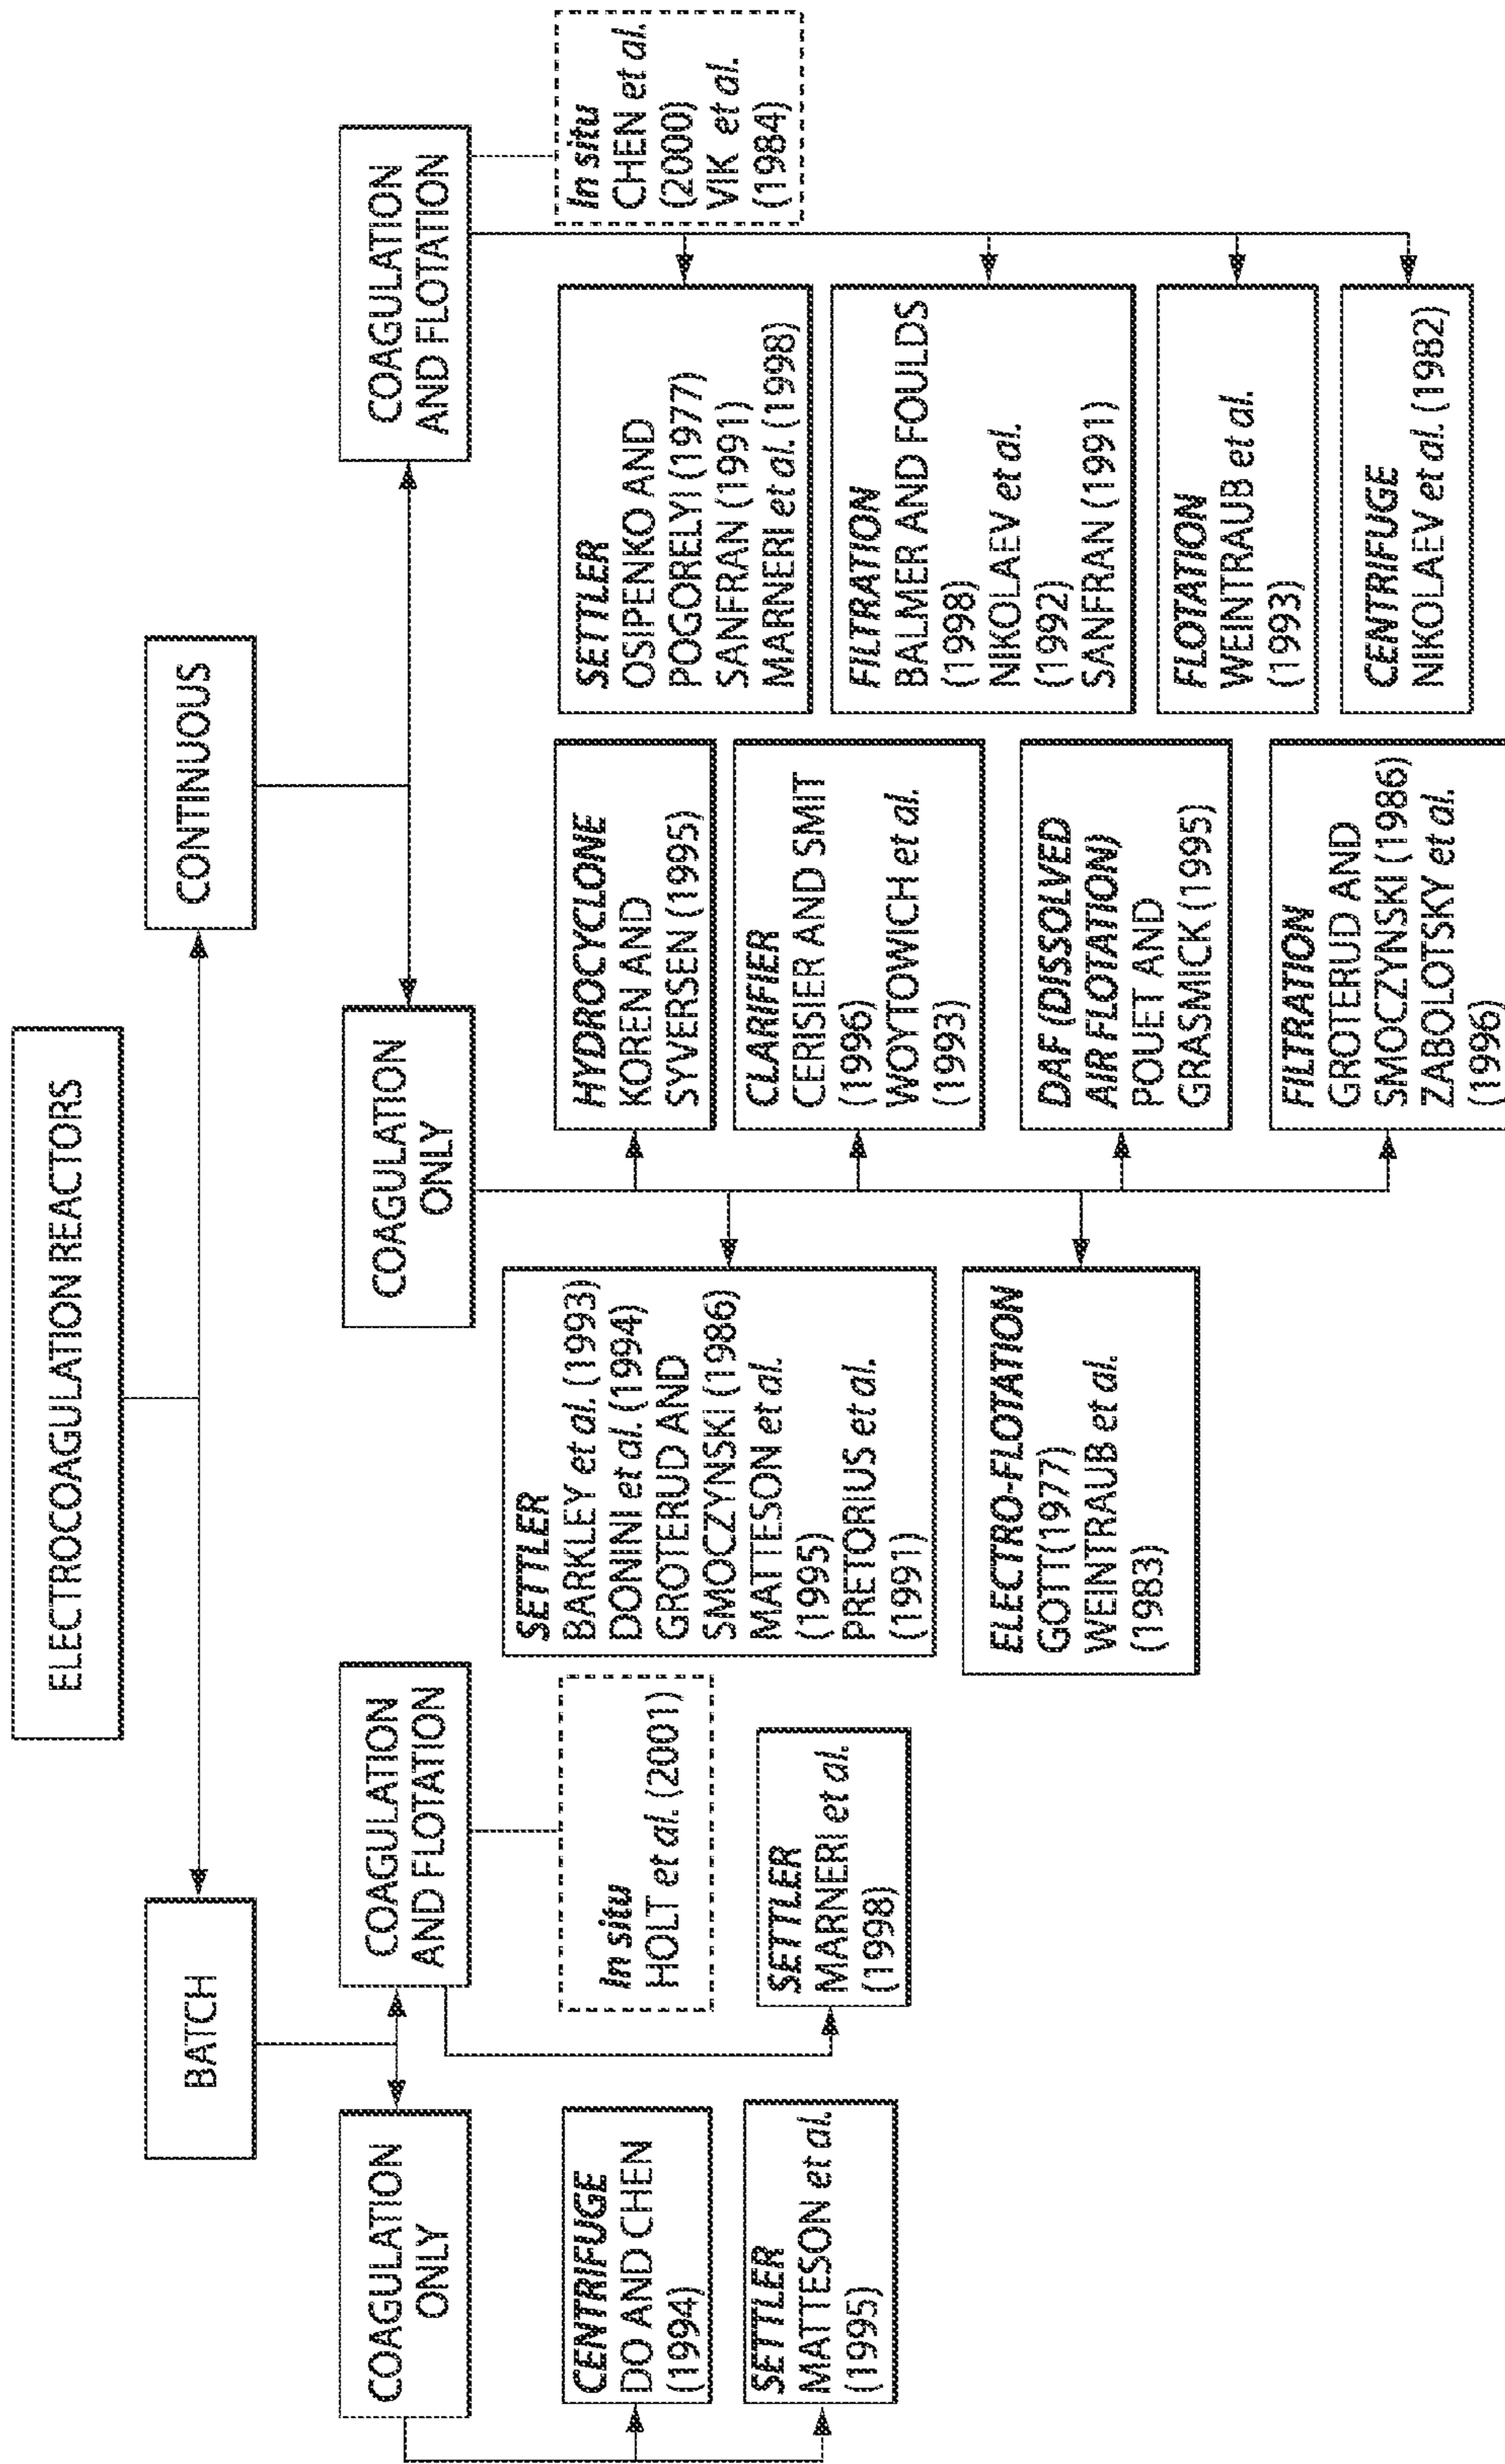 ELECTROCOAGULATION REACTORS
BATCH
CONTINUOUS
COAGULATION
ONLY
COAGULATION
AND FLOTATION
COAGULATION
ONLY
COAGULATION
AND FLOTATION
CENTRIFUGE
DO AND CHEN
(1994)
SETTLER
MATTESON et al.
(1995)
In situ
HOLT et al. (2001)
SETTLER
MARNERI et al.
(1998)
SETTLER
BARKLEY et al. (1993)
DONINI et al. (1994)
GROTERUD AND
SMOCZYNSKI (1986)
MATTESON et al.
(1995)
PRETORIUS et al.
(1991)
ELECTRO-FLOTATION
GOTT(1977)
WEINTRAUB et al.
(1983)
HYDROCYCLONE
KOREN AND
SYVERSEN (1995)
CLARIFIER
CERISIER AND SMIT
(1996)
WOYTOWICH et al.
(1993)
DAF (DISSOLVED
AIR FLOTATION)
POUET AND
GRASMICK (1995)
FILTRATION
GROTERUD AND
SMOCZYNSKI (1986)
ZABOLOTSKY et al.
(1996)
In situ
CHEN et al.
(2000)
VIK et al.
(1984)
SETTLER
OSIPENKO AND
POGORELYI (1977)
SANFRAN (1991)
MARNERI et al. (1998)
FILTRATION
BALMER AND FOULDS
(1998)
NIKOLAEV et al.
(1992)
SANFRAN (1991)
FLOTATION
WEINTRAUB et al.
(1993)
CENTRIFUGE
NIKOLAEV et al. (1982)